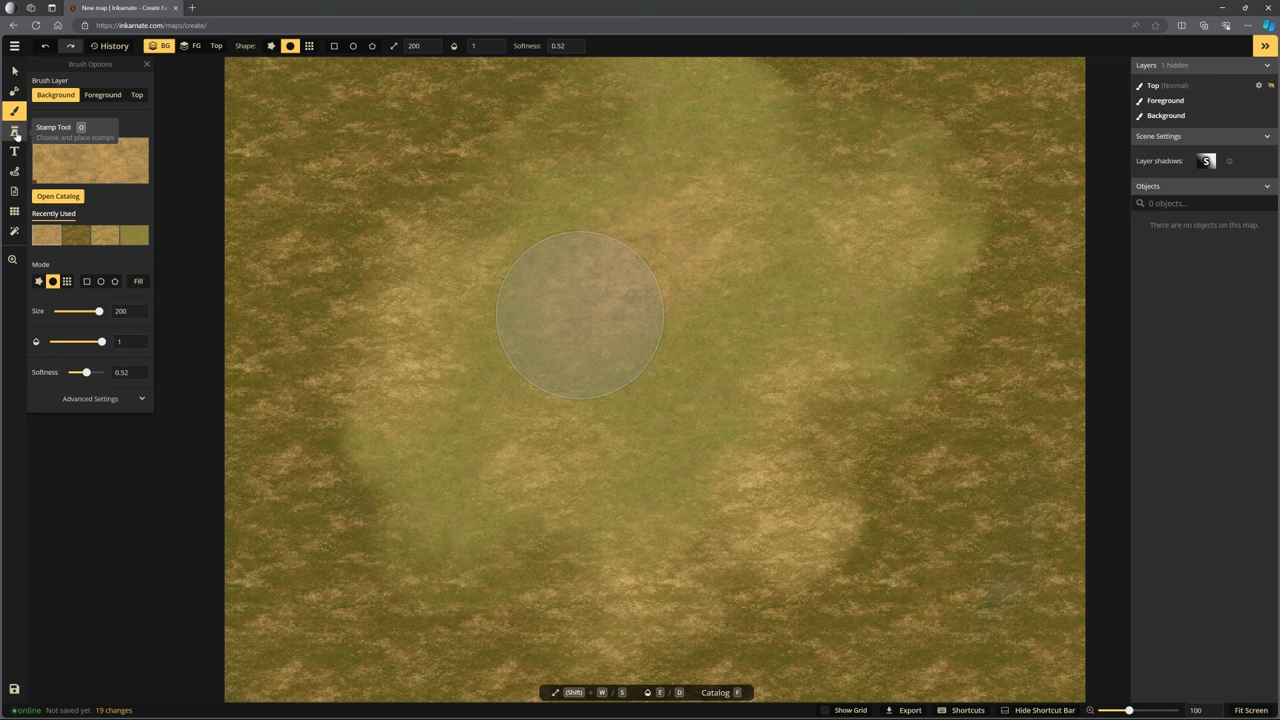 New map | Inkarnate - Create Fa
https://inkarnate.com/maps/create/
History
BG
FG
Top
Shape:
200
1
Softness:
0.52
Brush Options
Brush Layer
Background
Foreground
Top
Stamp Tool
Choose and place stamps
Open Catalog
Recently Used
Mode
Fill
Size
200
1
Softness
0.52
Advanced Settings
Layers 1 hidden
Top (Normal)
Foreground
Background
Scene Settings
Layer shadows: S
Objects
0 objects...
There are no objects on this map.
(Shift) + W / S
E / D
Catalog F
online Not saved yet 19 changes
Show Grid
Export
Shortcuts
Hide Shortcut Bar
100
Fit Screen